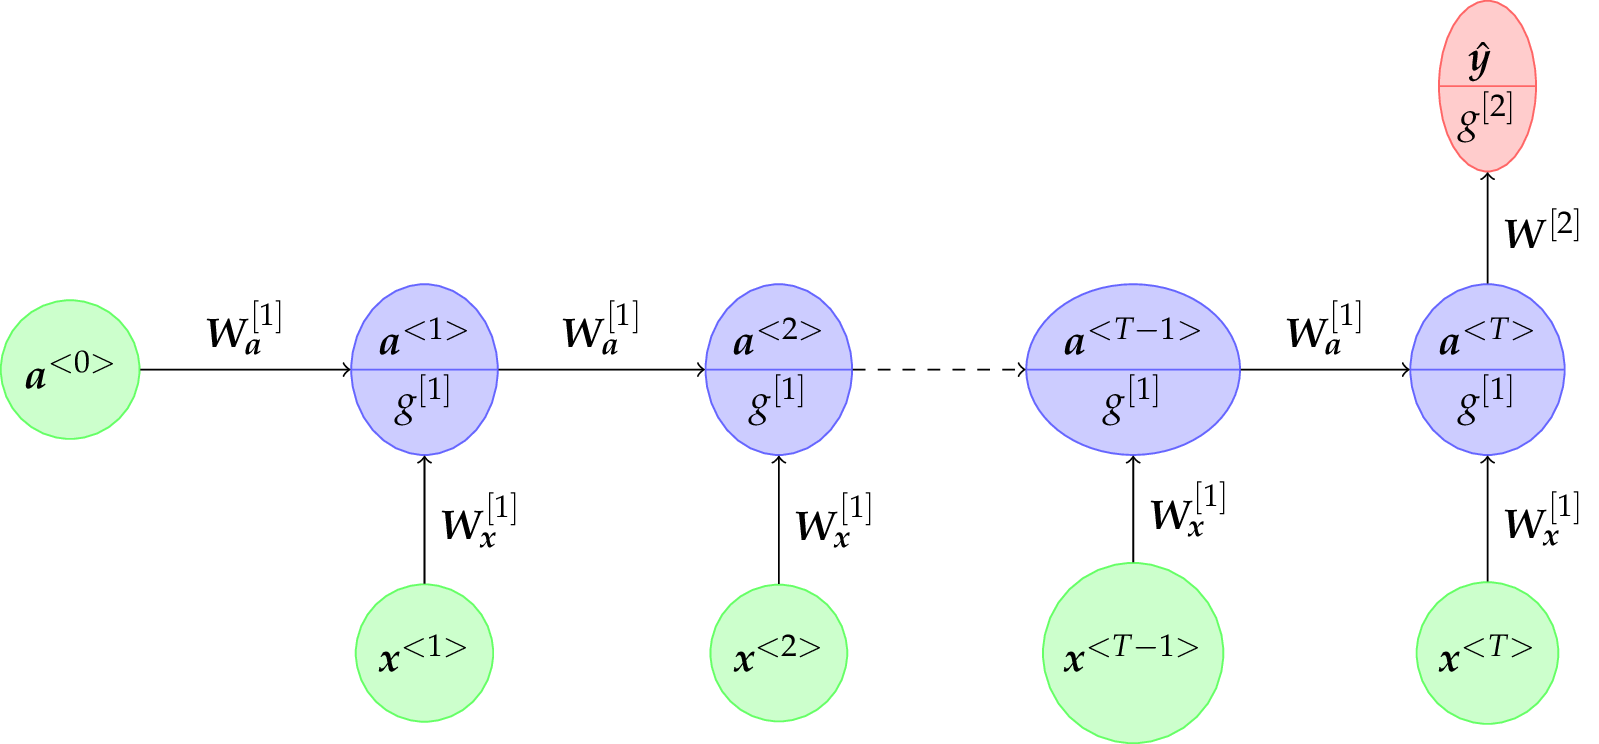 ŷ
g^[2]
W^[2]
W_a^[1] W_a^[1] W_a^[1]
a^<0> a^<1> a^<2> a^<T−1> a^<T>
g^[1] g^[1] g^[1] g^[1]
W_x^[1] W_x^[1] W_x^[1] W_x^[1]
x^<1> x^<2> x^<T−1> x^<T>